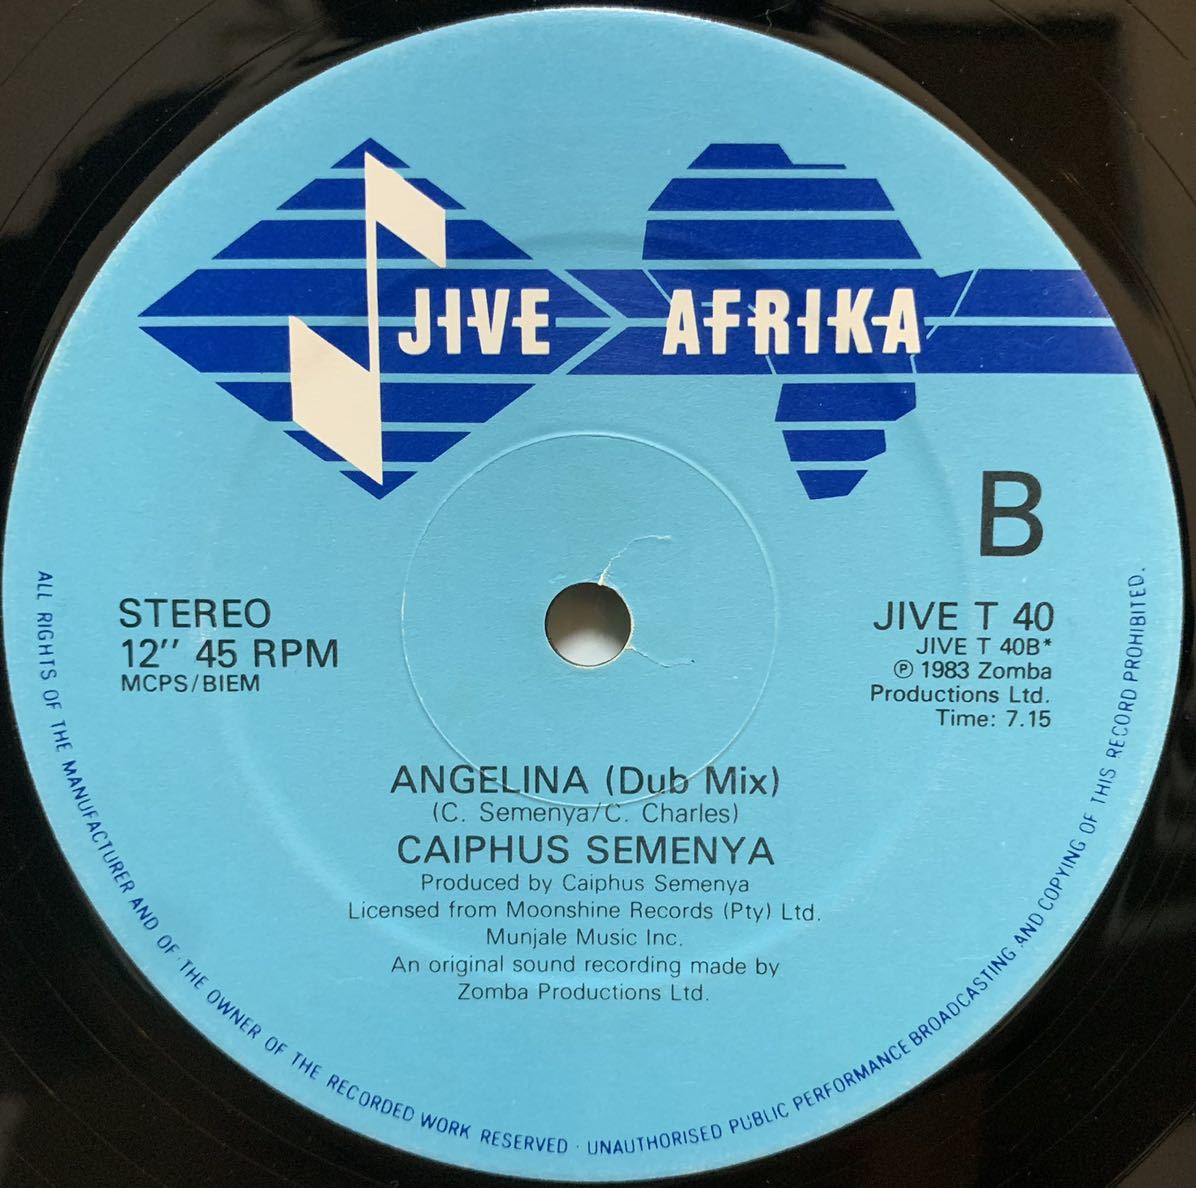 JIVE AFRIKA
B
STEREO
12" 45 RPM
MCPS/BIEM
JIVE T 40
JIVE T 40B*
℗ 1983 Zomba
Productions Ltd.
Time: 7.15
ANGELINA (Dub Mix)
(C. Semenya/C. Charles)
CAIPHUS SEMENYA
Produced by Caiphus Semenya
Licensed from Moonshine Records (Pty) Ltd.
Munjale Music Inc.
An original sound recording made by
Zomba Productions Ltd.
ALL RIGHTS OF THE MANUFACTURER AND OF THE OWNER OF THE RECORDED WORK RESERVED · UNAUTHORISED PUBLIC PERFORMANCE BROADCASTING AND COPYING OF THIS RECORD PROHIBITED.